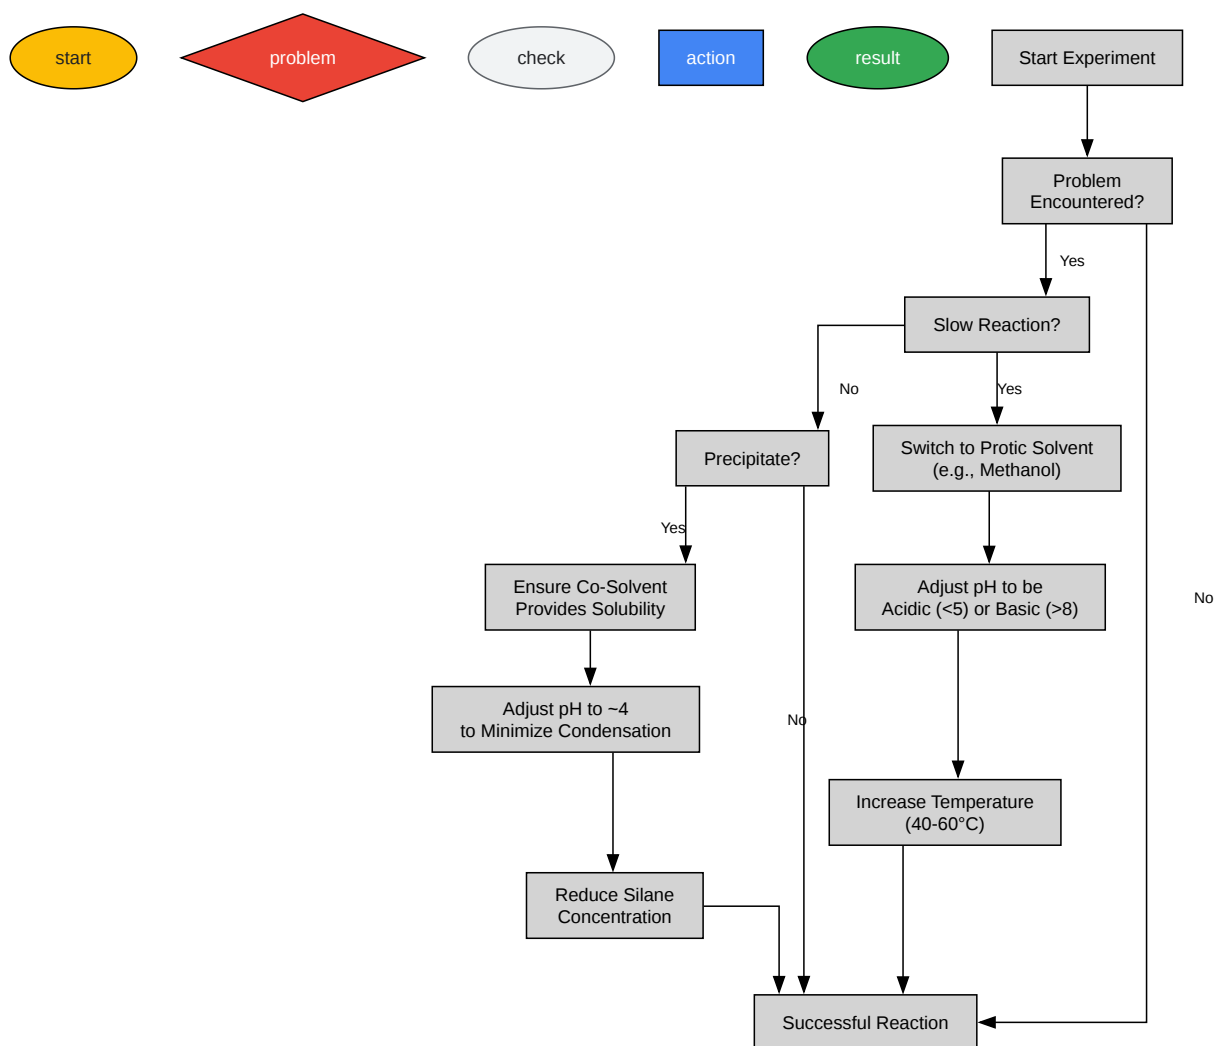 start
problem
check
action
result
Start Experiment
Problem
Encountered?
Yes
Slow Reaction?
No
Yes
Precipitate?
Switch to Protic Solvent
(e.g., Methanol)
Yes
Ensure Co-Solvent
Provides Solubility
Adjust pH to be
Acidic (<5) or Basic (>8)
No
Adjust pH to ~4
to Minimize Condensation
No
Increase Temperature
(40-60°C)
Reduce Silane
Concentration
Successful Reaction